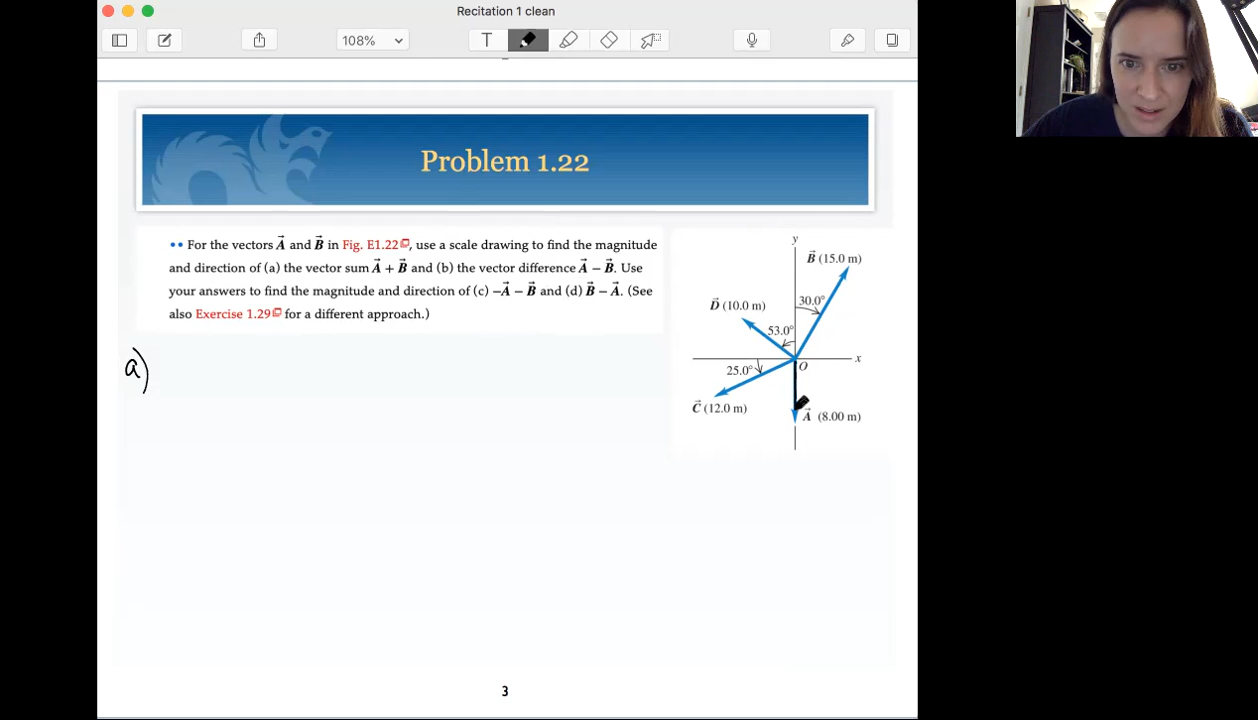 Recitation 1 clean
108%
T
Problem 1.22
•• For the vectors A⃗ and B⃗ in Fig. E1.22, use a scale drawing to find the magnitude
and direction of (a) the vector sum A⃗ + B⃗ and (b) the vector difference A⃗ − B⃗. Use
your answers to find the magnitude and direction of (c) −A⃗ − B⃗ and (d) B⃗ − A⃗. (See
also Exercise 1.29 for a different approach.)
y
B⃗ (15.0 m)
30.0°
D⃗ (10.0 m)
53.0°
x
O
25.0°
C⃗ (12.0 m)
A⃗ (8.00 m)
a)
3